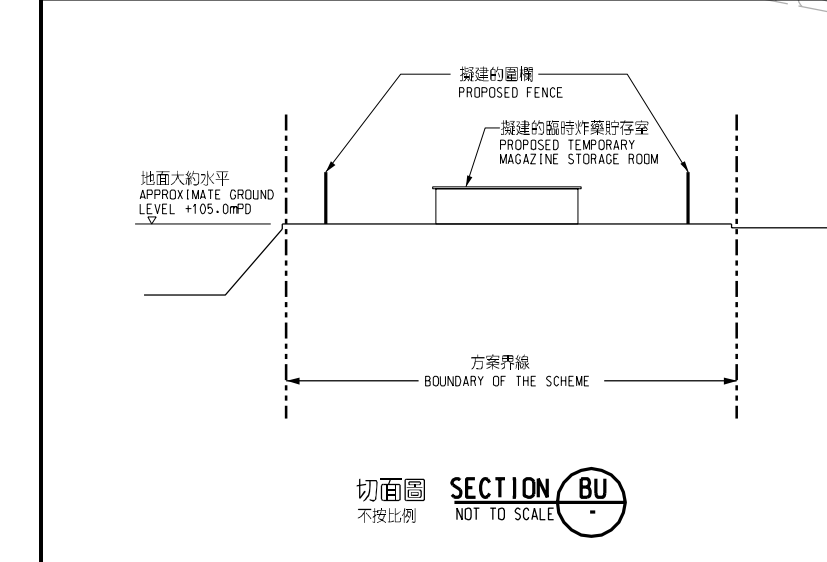 擬建的圍欄
PROPOSED FENCE
擬建的臨時炸藥貯存室
PROPOSED TEMPORARY
MAGAZINE STORAGE ROOM
地面大約水平
APPROXIMATE GROUND
LEVEL +105.0mPD
方案界線
BOUNDARY OF THE SCHEME
切面圖 SECTION BU
不按比例 NOT TO SCALE -